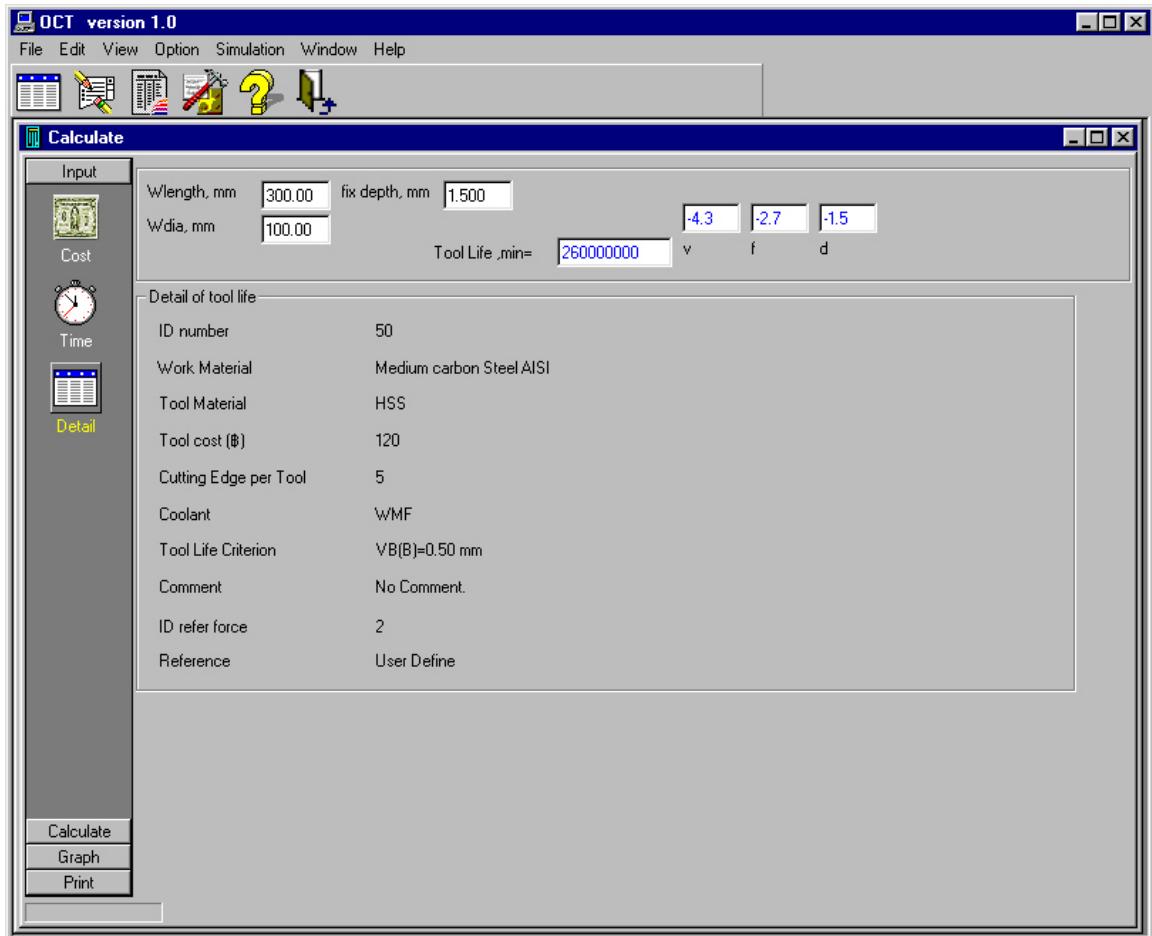 OCT version 1.0
File Edit View Option Simulation Window Help
Calculate
Input
Cost
Time
Detail
Wlength, mm 300.00 fix depth, mm 1.500
Wdia, mm 100.00
-4.3 -2.7 -1.5
Tool Life ,min= 260000000 v f d
Detail of tool life
ID number 50
Work Material Medium carbon Steel AISI
Tool Material HSS
Tool cost (฿) 120
Cutting Edge per Tool 5
Coolant WMF
Tool Life Criterion VB(B)=0.50 mm
Comment No Comment.
ID refer force 2
Reference User Define
Calculate
Graph
Print